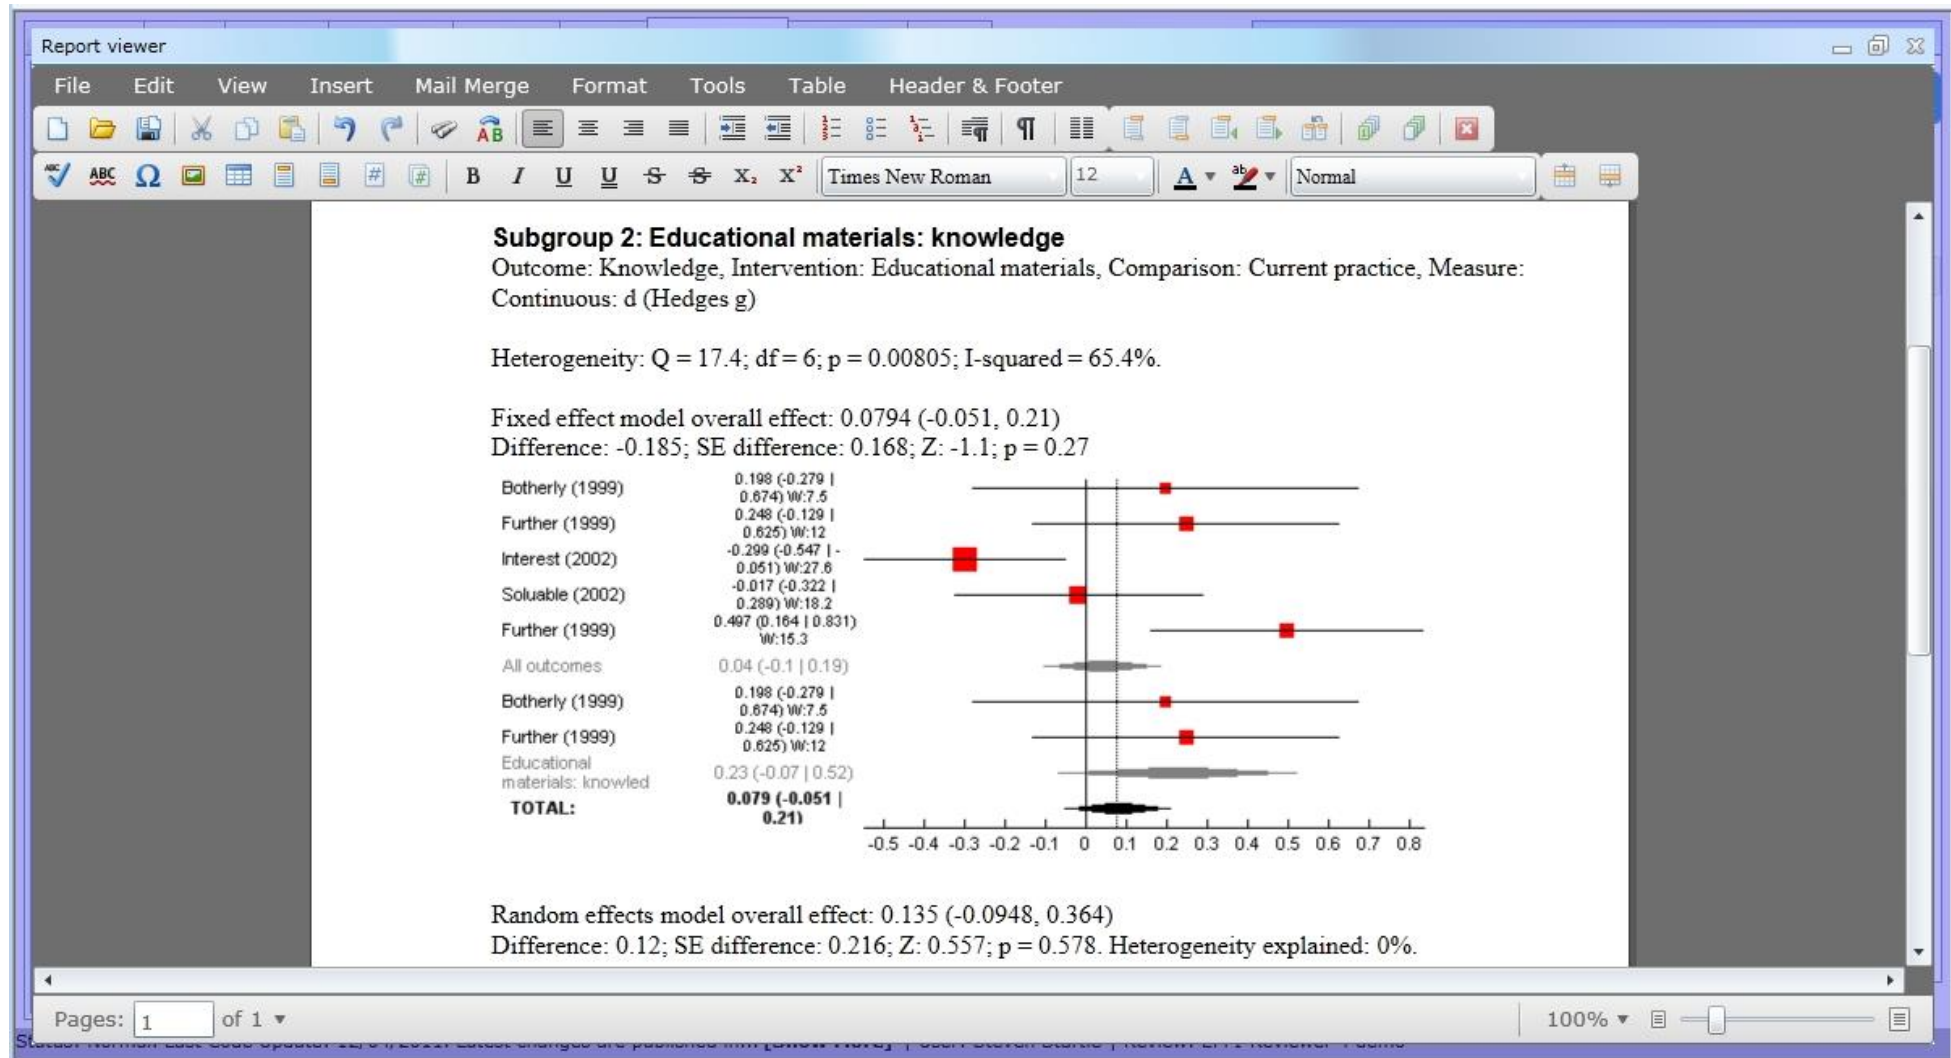 Report viewer
File Edit View Insert Mail Merge Format Tools Table Header & Footer
B I U U S S X₂ X² Times New Roman 12 A ab Normal
Subgroup 2: Educational materials: knowledge
Outcome: Knowledge, Intervention: Educational materials, Comparison: Current practice, Measure:
Continuous: d (Hedges g)
Heterogeneity: Q = 17.4; df = 6; p = 0.00805; I-squared = 65.4%.
Fixed effect model overall effect: 0.0794 (-0.051, 0.21)
Difference: -0.185; SE difference: 0.168; Z: -1.1; p = 0.27
Botherly (1999) 0.198 (-0.279 |
0.674) W:7.5
Further (1999) 0.248 (-0.129 |
0.625) W:12
Interest (2002) -0.299 (-0.547 | -
0.051) W:27.6
Soluable (2002) -0.017 (-0.322 |
0.289) W:18.2
Further (1999) 0.497 (0.164 | 0.831)
W:15.3
All outcomes 0.04 (-0.1 | 0.19)
Botherly (1999) 0.198 (-0.279 |
0.674) W:7.5
Further (1999) 0.248 (-0.129 |
0.625) W:12
Educational
materials: knowled 0.23 (-0.07 | 0.52)
TOTAL: 0.079 (-0.051 |
0.21)
-0.5 -0.4 -0.3 -0.2 -0.1 0 0.1 0.2 0.3 0.4 0.5 0.6 0.7 0.8
Random effects model overall effect: 0.135 (-0.0948, 0.364)
Difference: 0.12; SE difference: 0.216; Z: 0.557; p = 0.578. Heterogeneity explained: 0%.
Pages: 1 of 1 100%